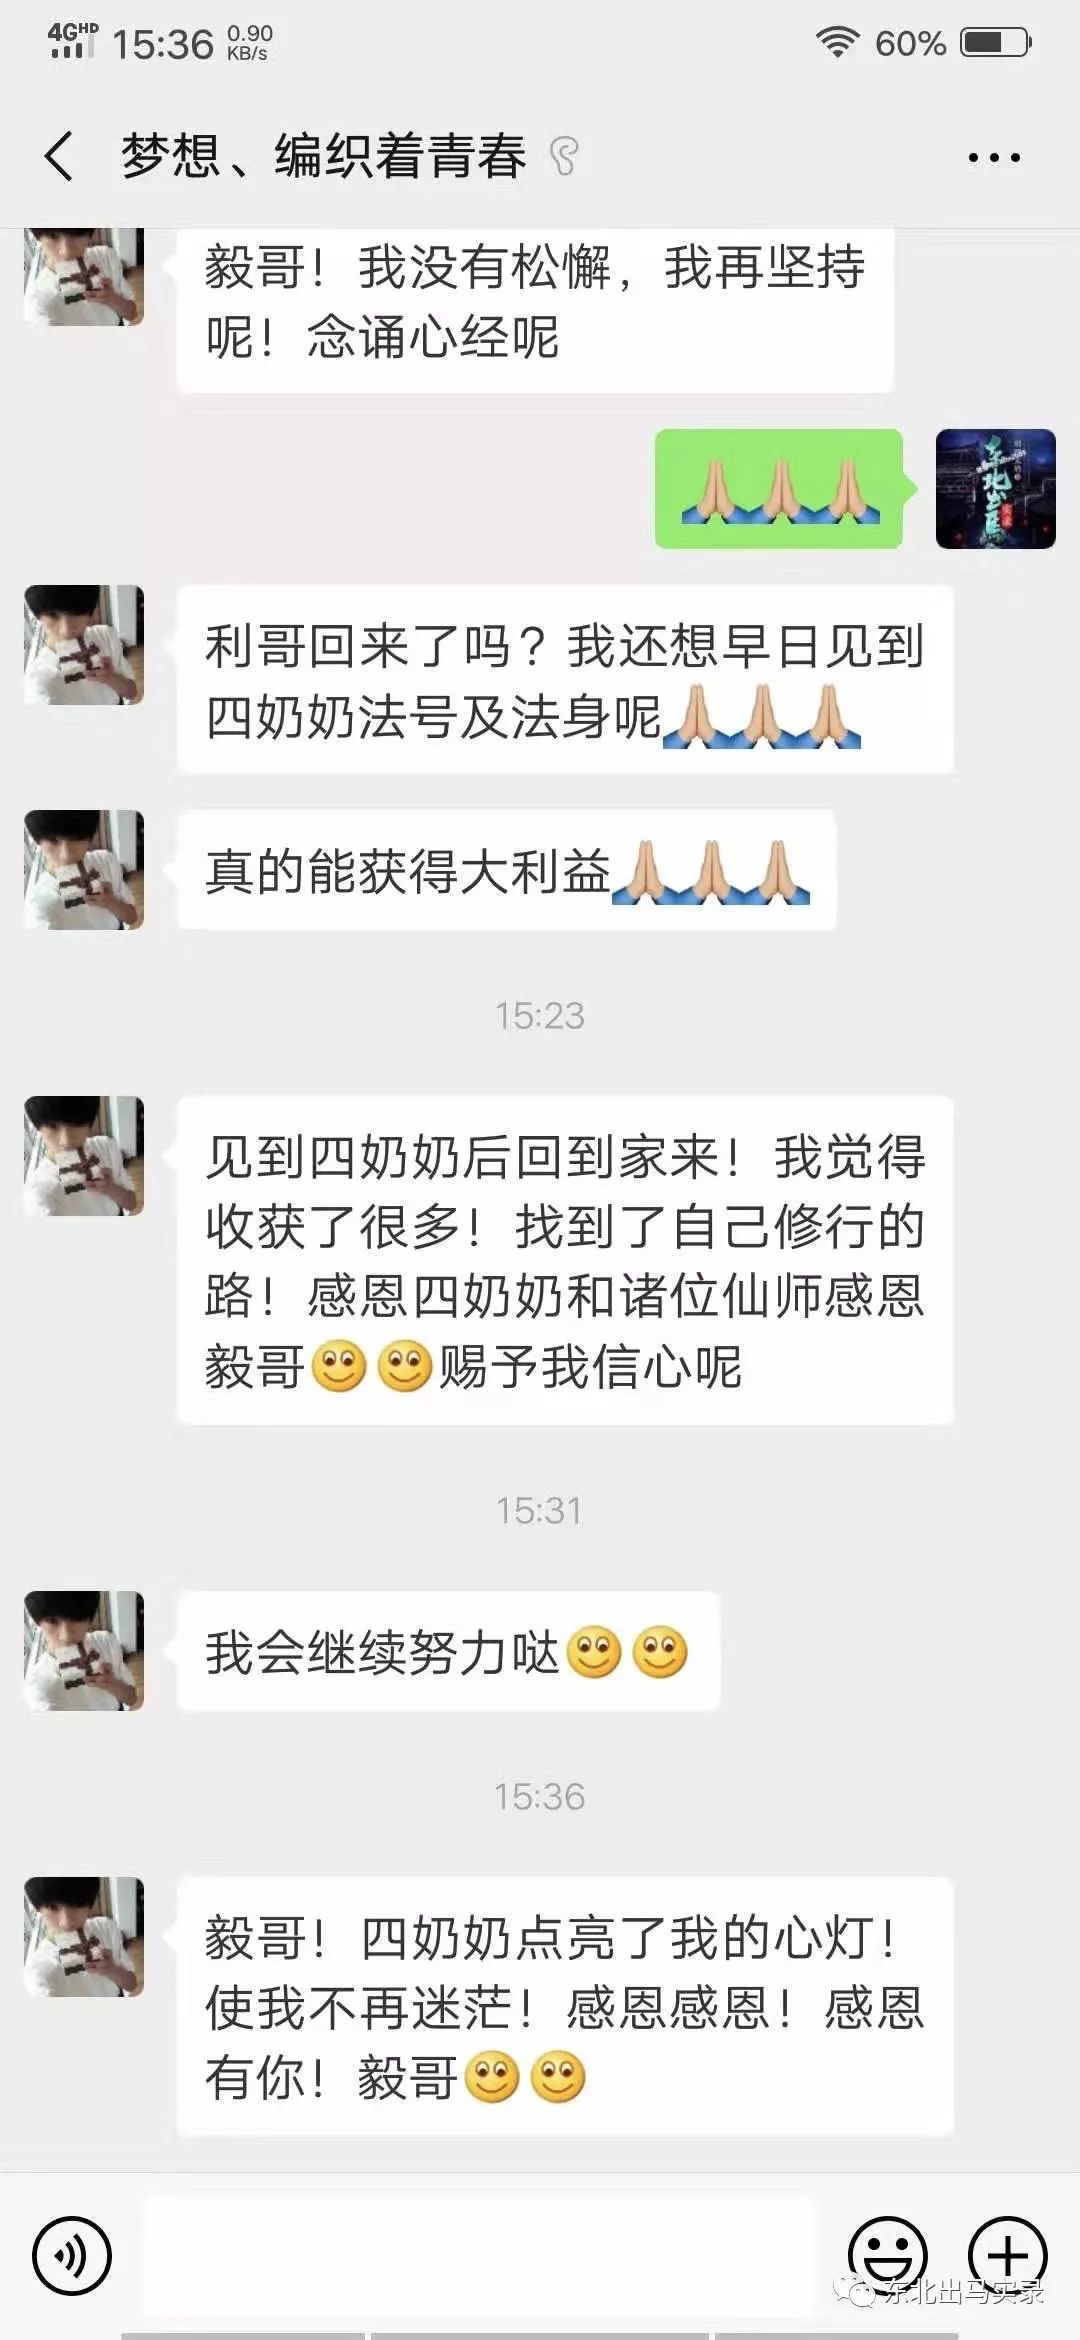 4G HD 15:36 0.90 KB/s 60%
梦想、编织着青春
毅哥！我没有松懈，我再坚持
呢！念诵心经呢
🙏🙏🙏
东北出马
利哥回来了吗？我还想早日见到
四奶奶法号及法身呢🙏🙏🙏
真的能获得大利益🙏🙏🙏
15:23
见到四奶奶后回到家来！我觉得
收获了很多！找到了自己修行的
路！感恩四奶奶和诸位仙师感恩
毅哥🙂🙂赐予我信心呢
15:31
我会继续努力哒🙂🙂
15:36
毅哥！四奶奶点亮了我的心灯！
使我不再迷茫！感恩感恩！感恩
有你！毅哥🙂🙂
东北出马实录